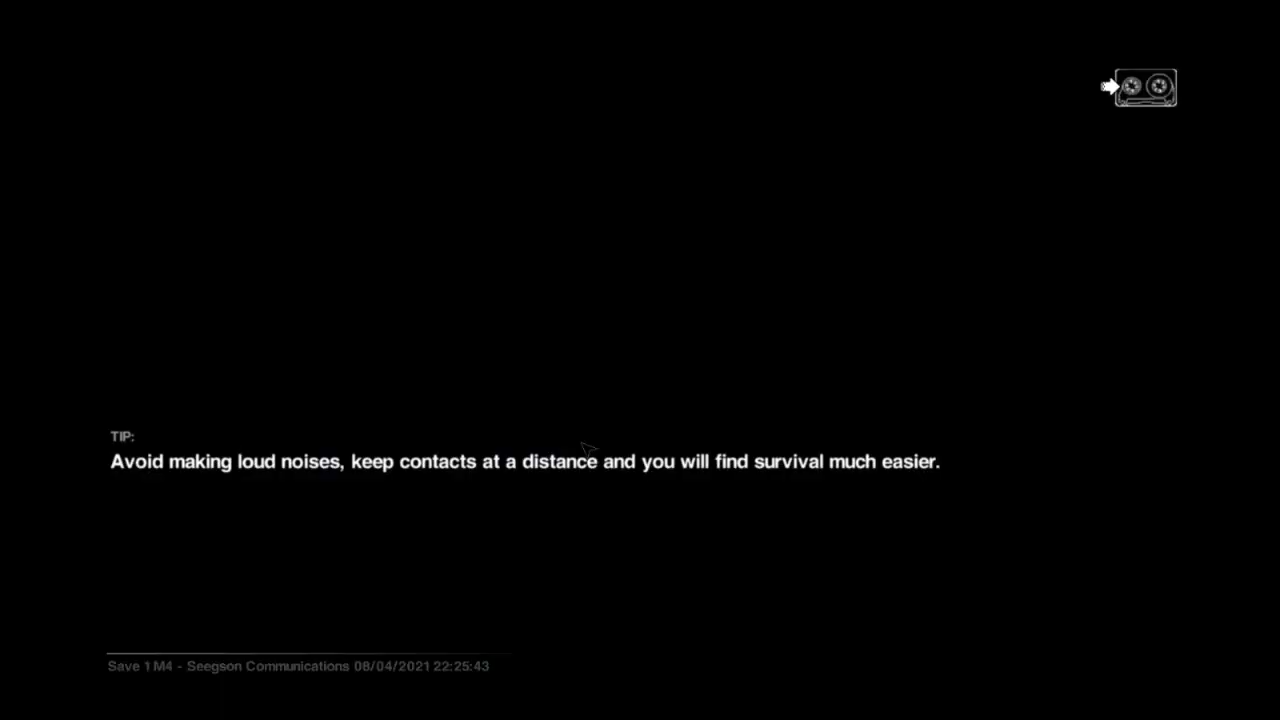 TIP:
Avoid making loud noises, keep contacts at a distance and you will find survival much easier.
Save 1 M4 - Seegson Communications 08/04/2021 22:25:43